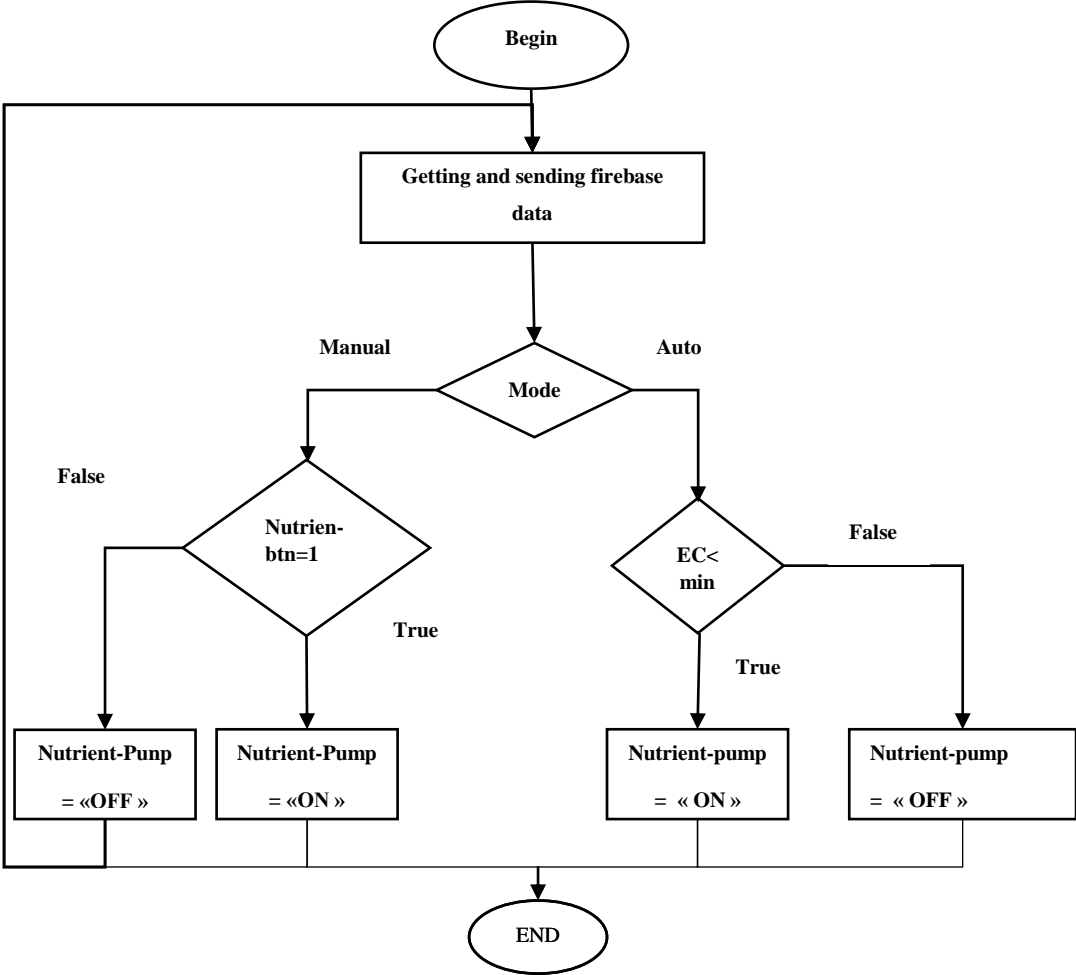 Begin
Getting and sending firebase
data
Manual
Auto
Mode
False
Nutrien-
btn=1
True
EC<
min
False
True
Nutrient-Punp
= «OFF »
Nutrient-Pump
= «ON »
Nutrient-pump
= « ON »
Nutrient-pump
= « OFF »
END